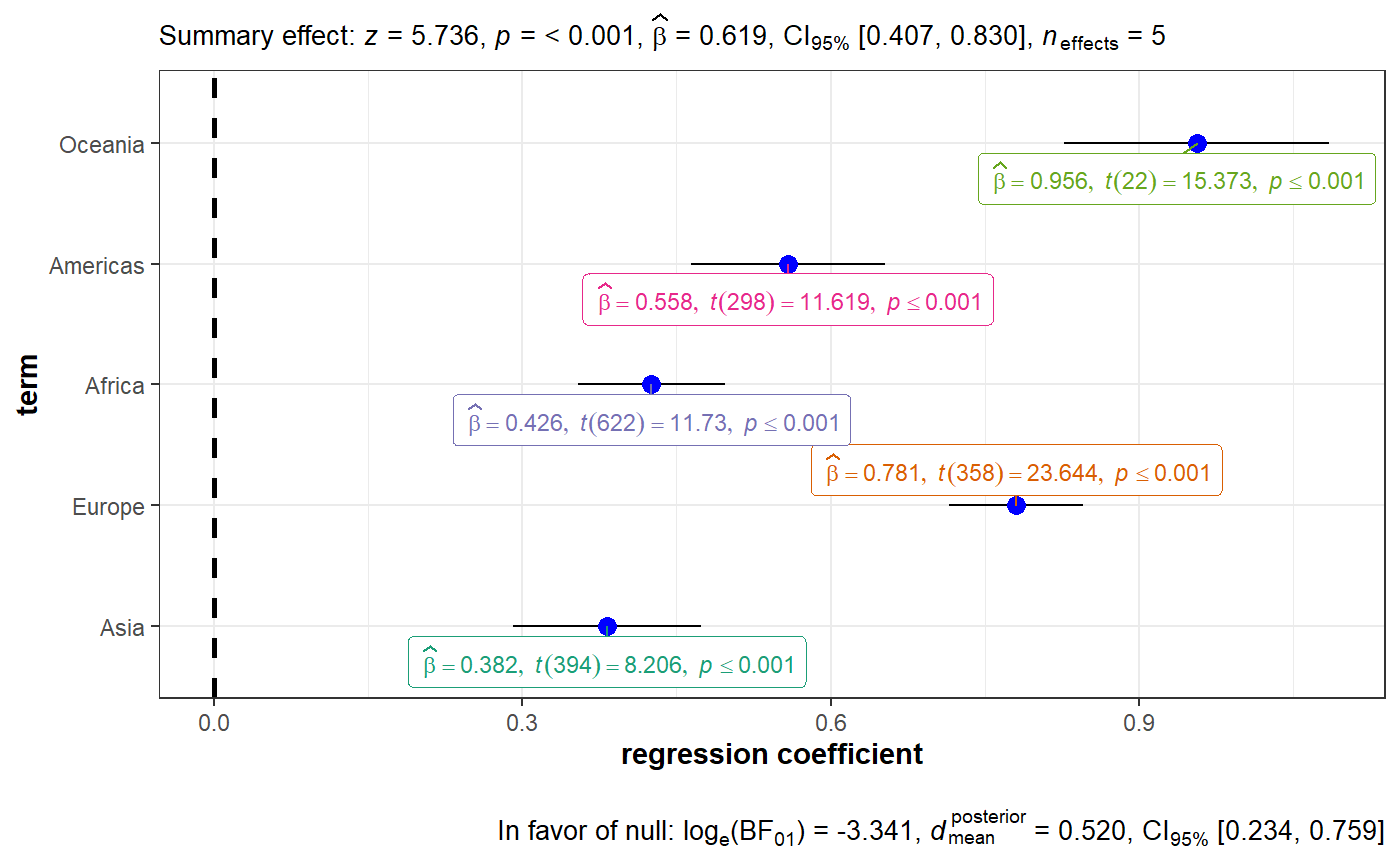 Summary effect: z = 5.736, p = < 0.001, β̂ = 0.619, CI₉₅% [0.407, 0.830], n effects = 5
term
Oceania
β̂ = 0.956, t(22) = 15.373, p ≤ 0.001
Americas
β̂ = 0.558, t(298) = 11.619, p ≤ 0.001
Africa
β̂ = 0.426, t(622) = 11.73, p ≤ 0.001
β̂ = 0.781, t(358) = 23.644, p ≤ 0.001
Europe
Asia
β̂ = 0.382, t(394) = 8.206, p ≤ 0.001
0.0 0.3 0.6 0.9
regression coefficient
In favor of null: logₑ(BF₀₁) = -3.341, d posterior mean = 0.520, CI₉₅% [0.234, 0.759]